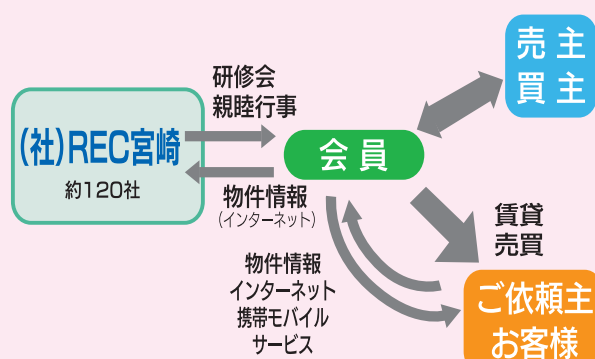 売主
買主
研修会
親睦行事
(社)REC宮崎
約120社
会員
物件情報
(インターネット)
賃貸
売買
物件情報
インターネット
携帯モバイル
サービス
ご依頼主
お客様